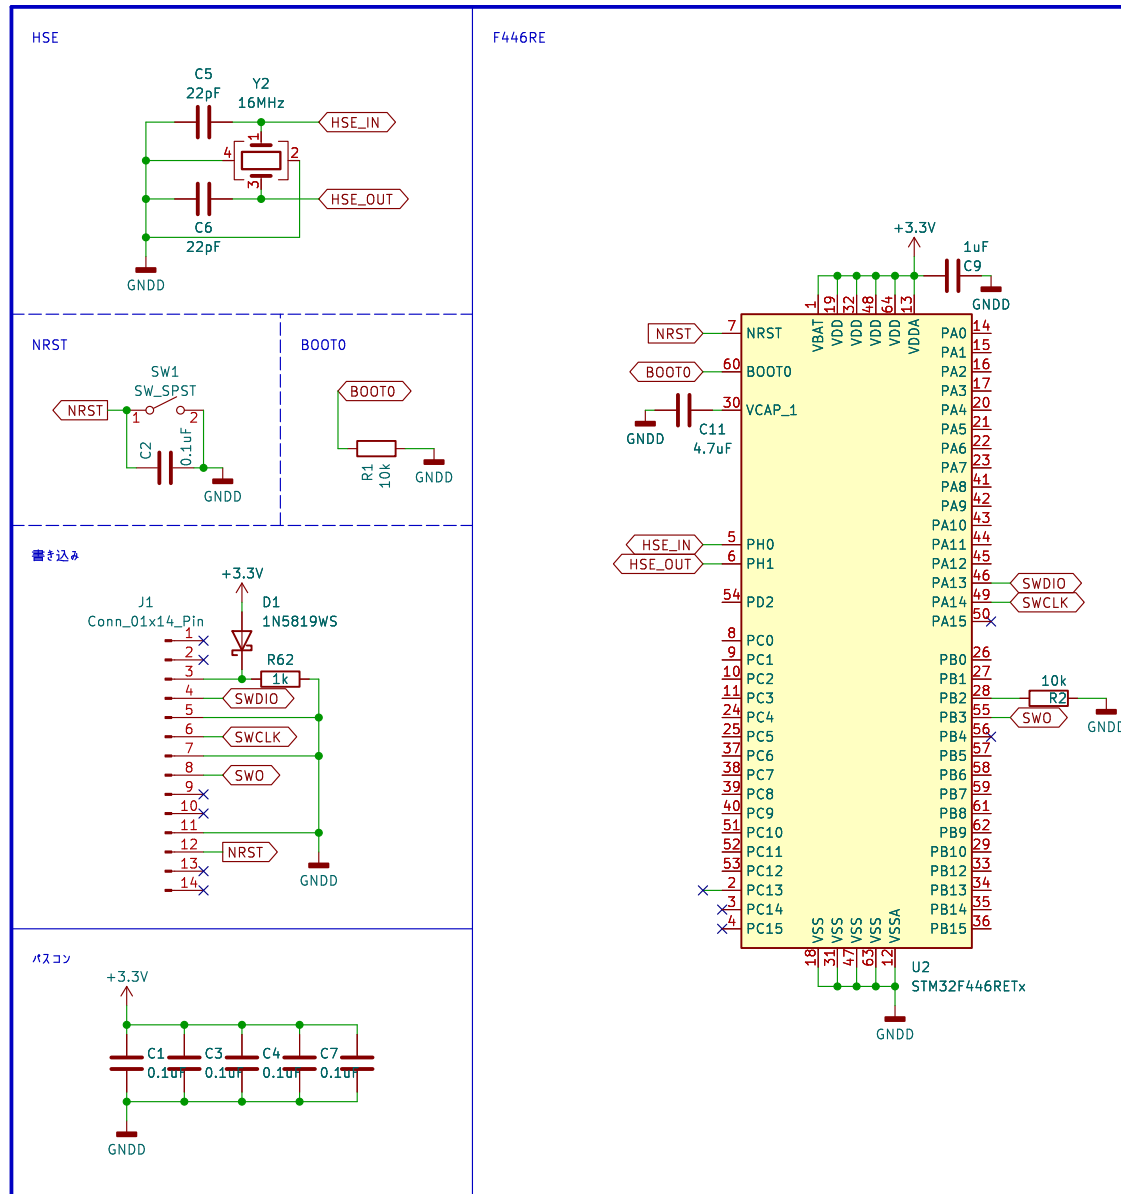 HSE
C5
22pF
Y2
16MHz
HSE_IN
1
4
2
3
HSE_OUT
C6
22pF
GNDD
NRST
SW1
SW_SPST
NRST
1
2
C2
0.1uF
GNDD
BOOT0
BOOT0
R1
10k
GNDD
書き込み
+3.3V
J1
Conn_01x14_Pin
D1
1N5819WS
R62
1k
1
2
3
4
SWDIO
5
6
SWCLK
7
8
SWO
9
10
11
12
NRST
13
14
GNDD
パスコン
+3.3V
C1
0.1uF
C3
0.1uF
C4
0.1uF
C7
0.1uF
GNDD
F446RE
+3.3V
1uF
C9
GNDD
1
19
32
48
64
13
VBAT
VDD
VDD
VDD
VDD
VDDA
NRST
7
NRST
BOOT0
60
BOOT0
30
VCAP_1
GNDD
C11
4.7uF
HSE_IN
5
PH0
HSE_OUT
6
PH1
54
PD2
8
PC0
9
PC1
10
PC2
11
PC3
24
PC4
25
PC5
37
PC6
38
PC7
39
PC8
40
PC9
51
PC10
52
PC11
53
PC12
2
PC13
3
PC14
4
PC15
PA0
14
PA1
15
PA2
16
PA3
17
PA4
20
PA5
21
PA6
22
PA7
23
PA8
41
PA9
42
PA10
43
PA11
44
PA12
45
PA13
46
SWDIO
PA14
49
SWCLK
PA15
50
PB0
26
PB1
27
PB2
28
10k
R2
GNDD
PB3
55
SWO
PB4
56
PB5
57
PB6
58
PB7
59
PB8
61
PB9
62
PB10
29
PB12
33
PB13
34
PB14
35
PB15
36
VSS
VSS
VSS
VSS
VSSA
18
31
47
63
12
U2
STM32F446RETx
GNDD